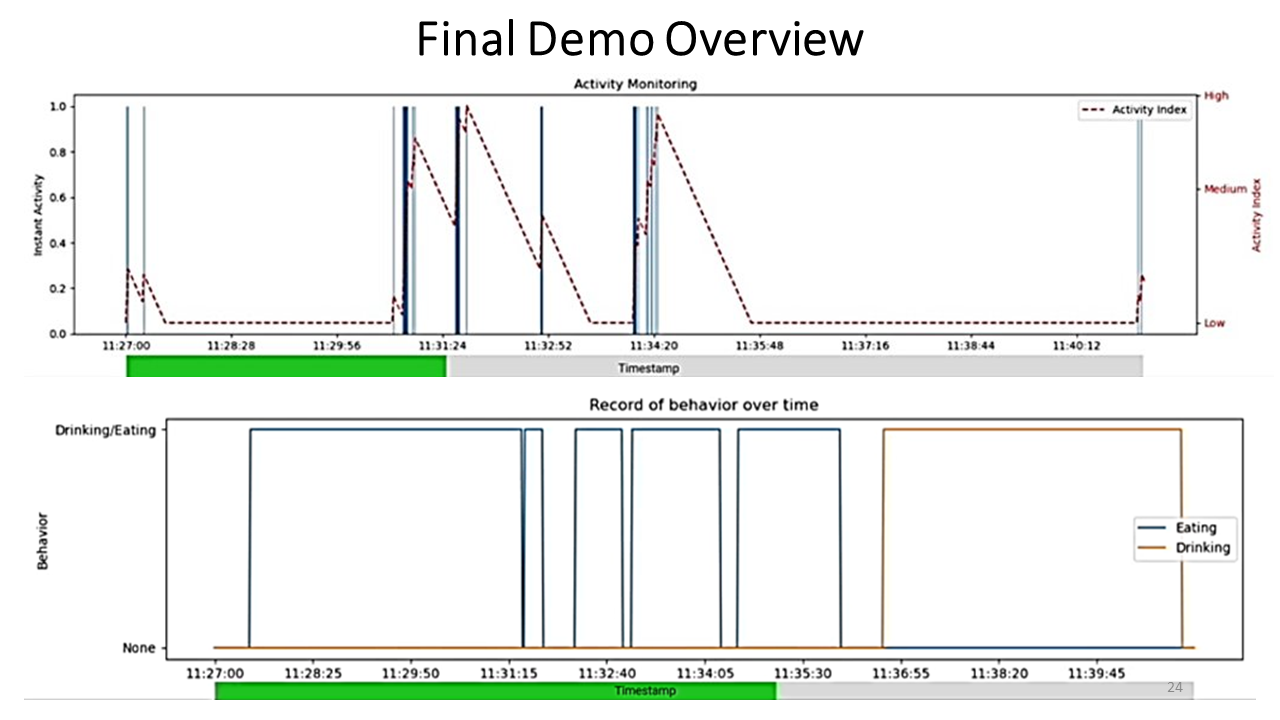 Final Demo Overview
Activity Monitoring
Activity Index
Instant Activity
1.0
0.8
0.6
0.4
0.2
0.0
High
Medium
Low
Activity Index
11:27:00 11:28:28 11:29:56 11:31:24 11:32:52 11:34:20 11:35:48 11:37:16 11:38:44 11:40:12
Timestamp
Record of behavior over time
Behavior
Drinking/Eating
None
Eating
Drinking
11:27:00 11:28:25 11:29:50 11:31:15 11:32:40 11:34:05 11:35:30 11:36:55 11:38:20 11:39:45
Timestamp
24